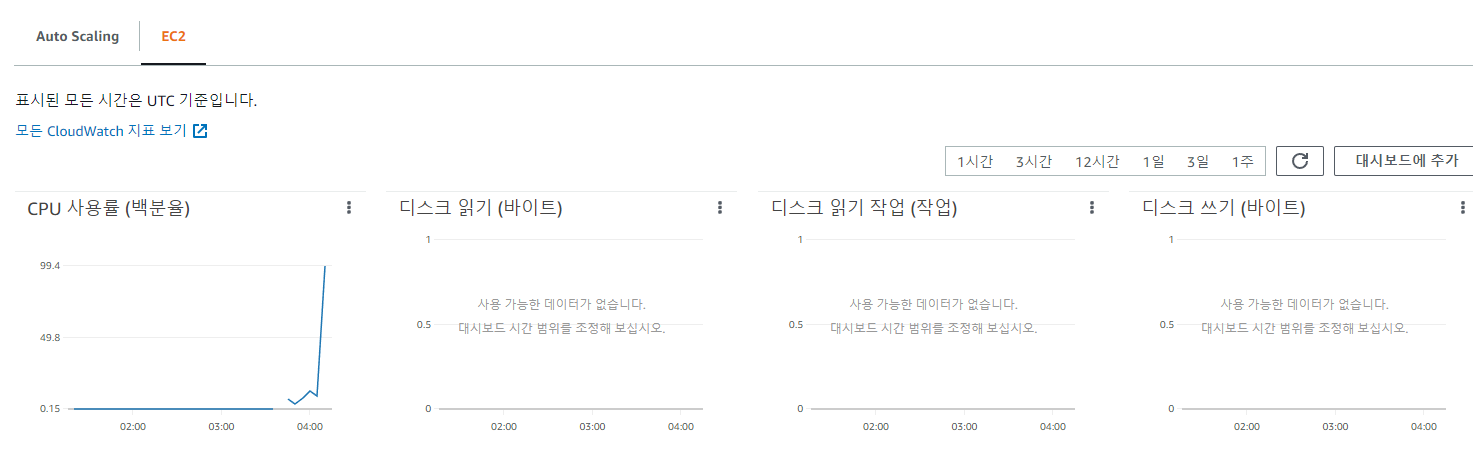 Auto Scaling
EC2
표시된 모든 시간은 UTC 기준입니다.
모든 CloudWatch 지표 보기
1시간 3시간 12시간 1일 3일 1주
대시보드에 추가
CPU 사용률 (백분율)
99.4
49.8
0.15
02:00 03:00 04:00
디스크 읽기 (바이트)
1
사용 가능한 데이터가 없습니다.
0.5
대시보드 시간 범위를 조정해 보십시오.
0
02:00 03:00 04:00
디스크 읽기 작업 (작업)
1
사용 가능한 데이터가 없습니다.
0.5
대시보드 시간 범위를 조정해 보십시오.
0
02:00 03:00 04:00
디스크 쓰기 (바이트)
1
사용 가능한 데이터가 없습니다.
0.5
대시보드 시간 범위를 조정해 보십시오.
0
02:00 03:00 04:00